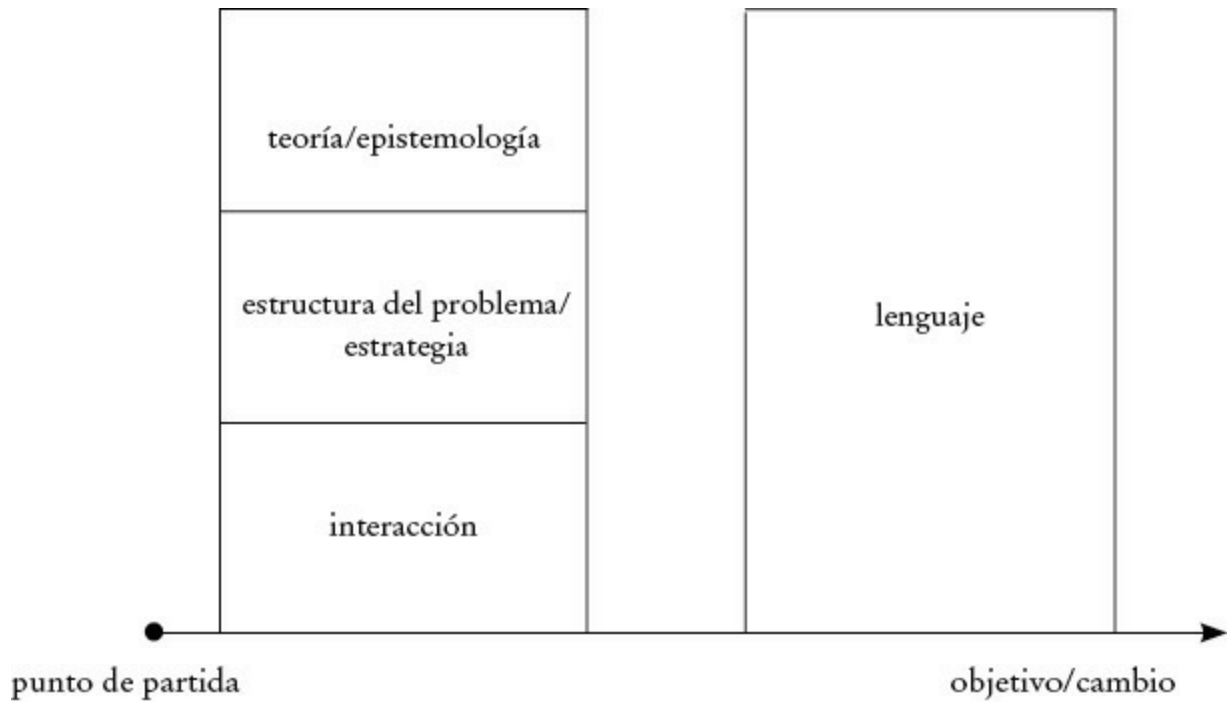 teoría/epistemología
estructura del problema/
estrategia
interacción
lenguaje
punto de partida
objetivo/cambio